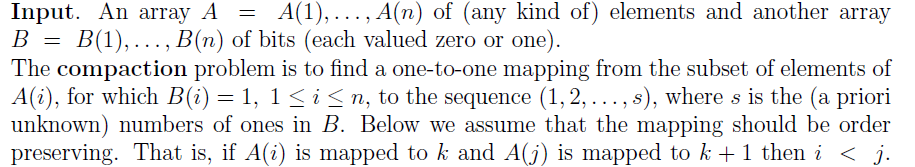 Input. An array A = A(1), . . . , A(n) of (any kind of) elements and another array
B = B(1), . . . , B(n) of bits (each valued zero or one).
The compaction problem is to find a one-to-one mapping from the subset of elements of
A(i), for which B(i) = 1, 1 ≤ i ≤ n, to the sequence (1, 2, . . . , s), where s is the (a priori
unknown) numbers of ones in B. Below we assume that the mapping should be order
preserving. That is, if A(i) is mapped to k and A(j) is mapped to k + 1 then i < j.